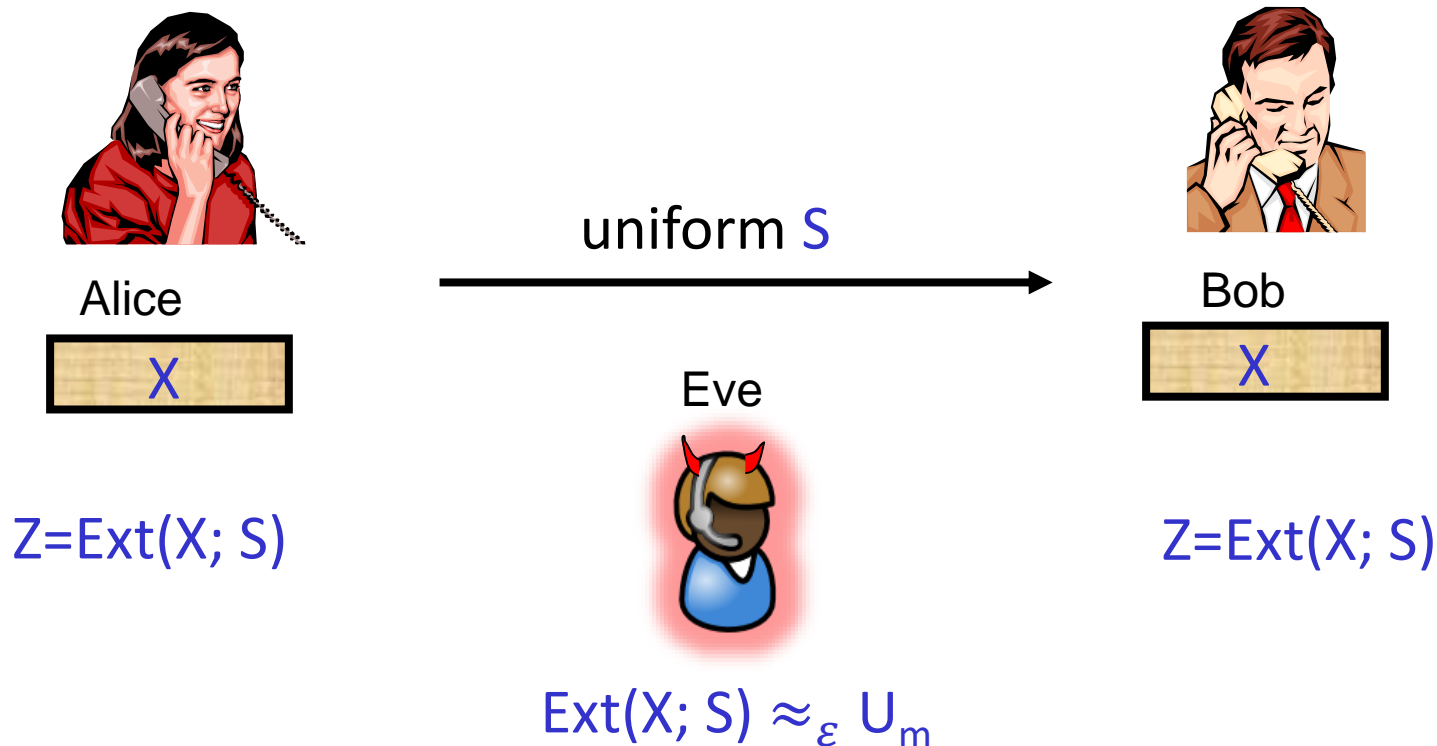 uniform S
Alice
Bob
X
X
Eve
Z=Ext(X; S)
Z=Ext(X; S)
Ext(X; S) ≈ε Um